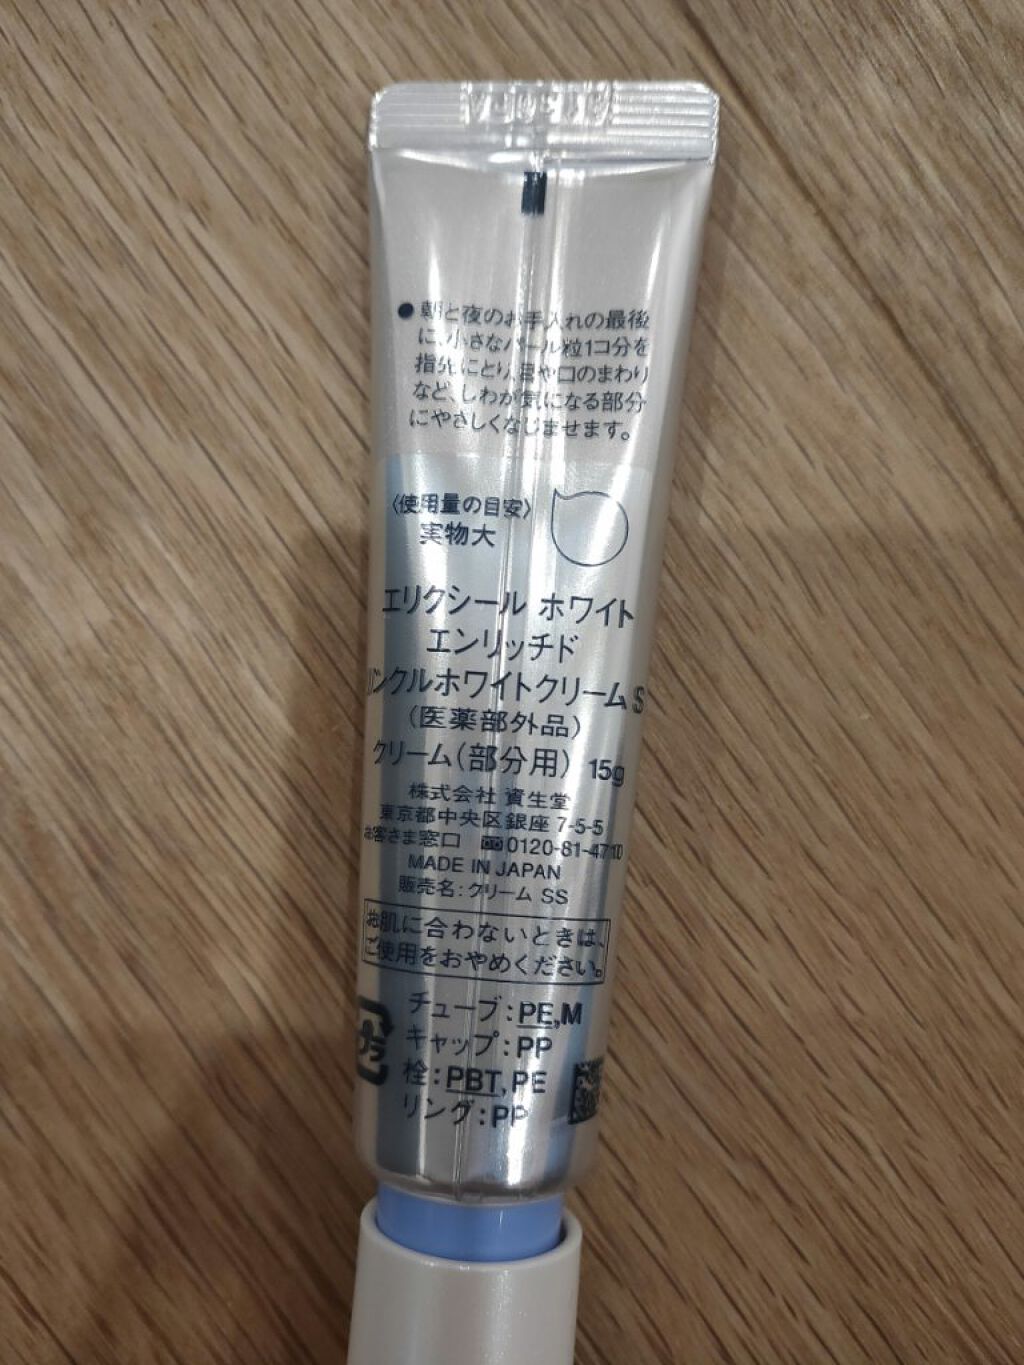 ● 朝と夜のお手入れの最後
に、小さなパール粒1コ分を
指先にとり、目や口のまわり
など、しわが気になる部分
にやさしくなじませます。
〈使用量の目安〉
実物大
エリクシール ホワイト
エンリッチド
リンクルホワイトクリーム S
(医薬部外品)
クリーム(部分用) 15g
株式会社 資生堂
東京都中央区銀座 7-5-5
お客さま窓口 0120-81-4710
MADE IN JAPAN
販売名:クリーム SS
お肌に合わないときは、
ご使用をおやめください。
チューブ:PE,M
キャップ:PP
栓:PBT,PE
リング:PP